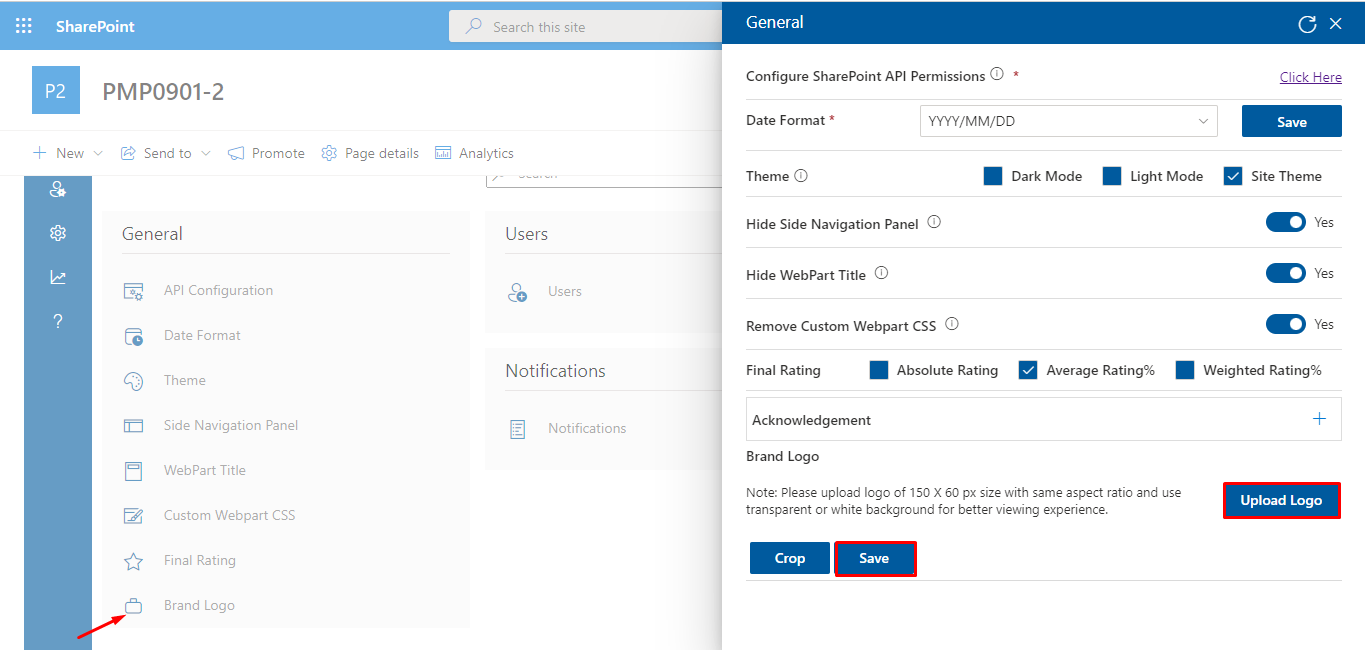 SharePoint
Search this site
P2
PMP0901-2
New
Send to
Promote
Page details
Analytics
Search
General
API Configuration
Date Format
Theme
Side Navigation Panel
WebPart Title
Custom Webpart CSS
Final Rating
Brand Logo
Users
Users
Notifications
Notifications
General
Configure SharePoint API Permissions *
Click Here
Date Format *
YYYY/MM/DD
Save
Theme
Dark Mode
Light Mode
Site Theme
Hide Side Navigation Panel
Yes
Hide WebPart Title
Yes
Remove Custom Webpart CSS
Yes
Final Rating
Absolute Rating
Average Rating%
Weighted Rating%
Acknowledgement
Brand Logo
Note: Please upload logo of 150 X 60 px size with same aspect ratio and use
transparent or white background for better viewing experience.
Upload Logo
Crop
Save